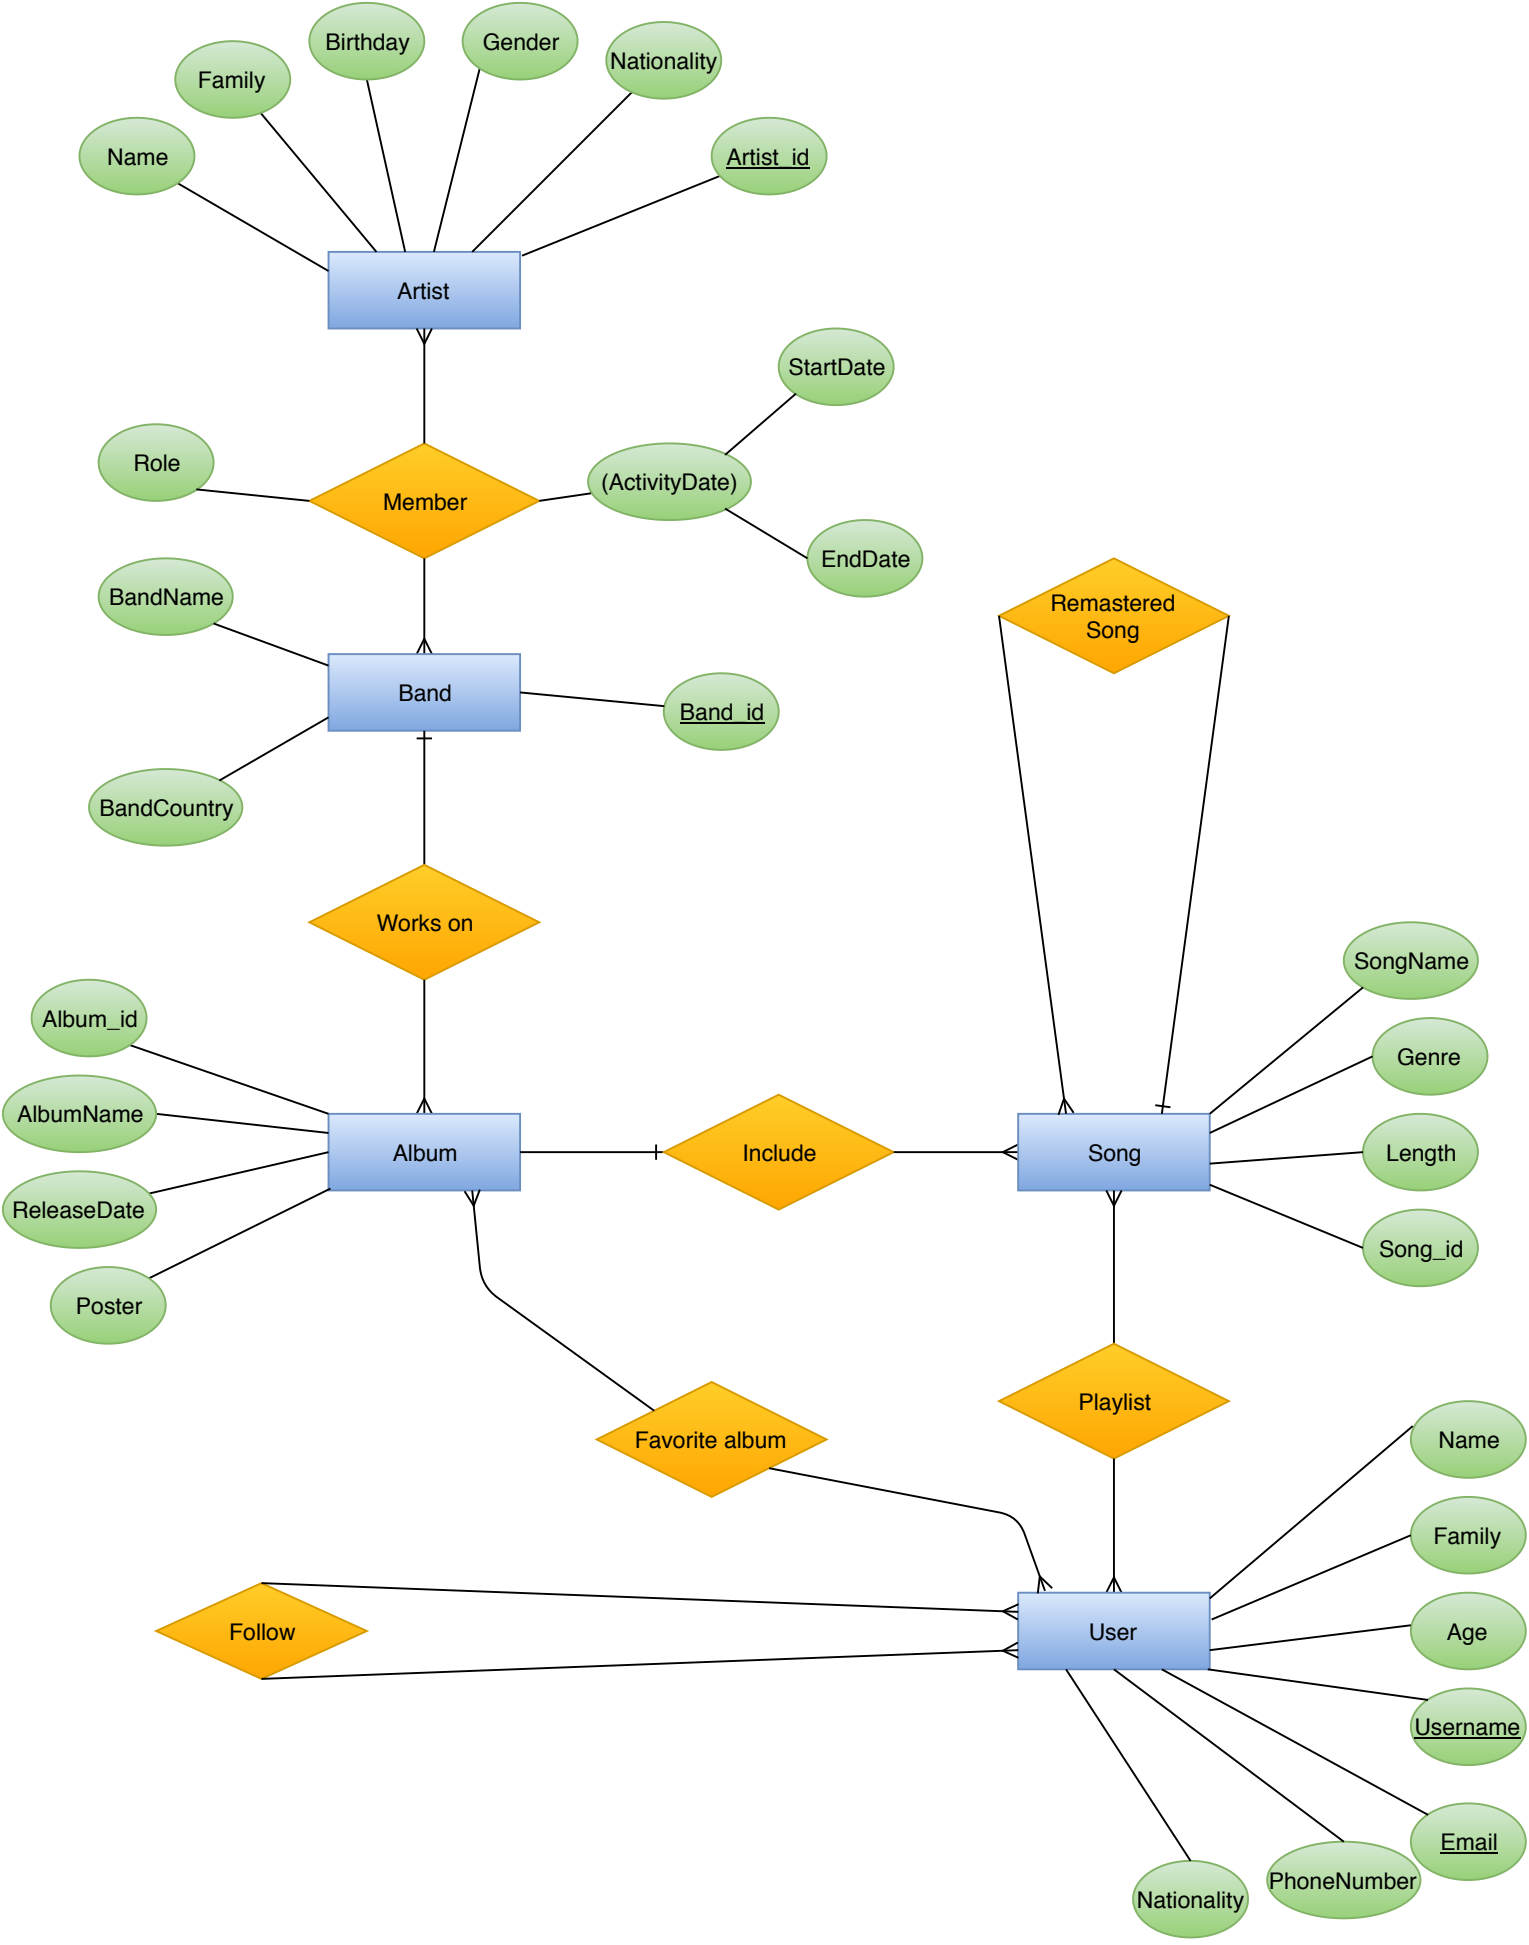 Birthday
Gender
Nationality
Family
Name
Artist_id
Artist
StartDate
Role
(ActivityDate)
Member
EndDate
BandName
Remastered
Song
Band
Band_id
BandCountry
Works on
SongName
Album_id
Genre
AlbumName
Album
Include
Song
Length
ReleaseDate
Song_id
Poster
Playlist
Favorite album
Name
Family
Follow
User
Age
Username
Email
PhoneNumber
Nationality